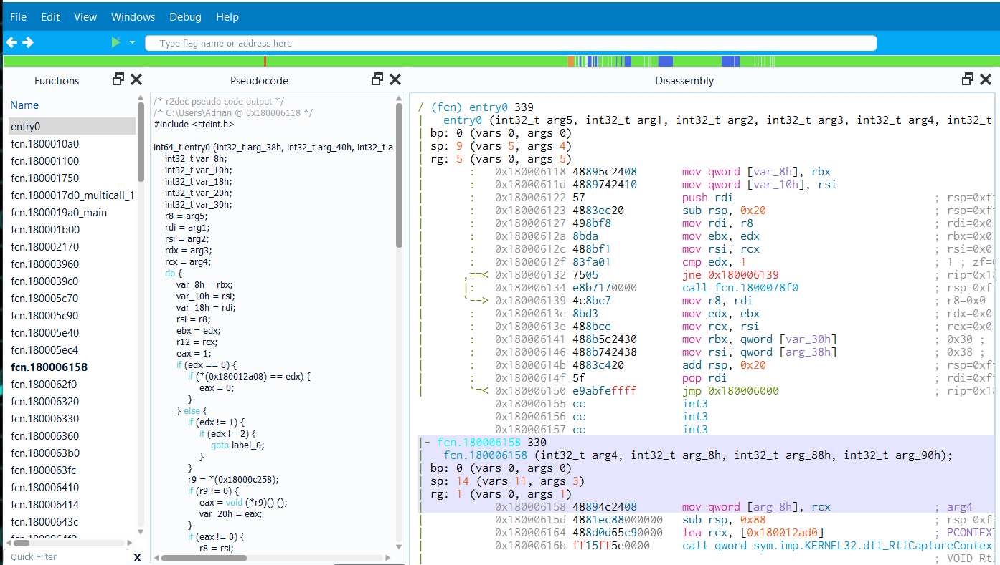 File Edit View Windows Debug Help
Type flag name or address here
Functions
Name
entry0
fcn.1800010a0
fcn.180001100
fcn.180001750
fcn.1800017d0_multicall_1
fcn.1800019a0_main
fcn.180001b00
fcn.180002170
fcn.180003960
fcn.1800039c0
fcn.180005c70
fcn.180005c90
fcn.180005e40
fcn.180005ec4
fcn.180006158
fcn.1800062f0
fcn.180006320
fcn.180006330
fcn.180006360
fcn.1800063b0
fcn.1800063fc
fcn.180006410
fcn.180006414
fcn.18000643c
fcn.1800064f0
Quick Filter x
Pseudocode
/* r2dec pseudo code output */
/* C:\Users\Adrian @ 0x180006118 */
#include <stdint.h>
int64_t entry0 (int32_t arg_38h, int32_t arg_40h, int32_t a
int32_t var_8h;
int32_t var_10h;
int32_t var_18h;
int32_t var_20h;
int32_t var_30h;
r8 = arg5;
rdi = arg1;
rsi = arg2;
rdx = arg3;
rcx = arg4;
do {
var_8h = rbx;
var_10h = rsi;
var_18h = rdi;
rsi = r8;
ebx = edx;
r12 = rcx;
eax = 1;
if (edx == 0) {
if (*(0x180012a08) == edx) {
eax = 0;
}
} else {
if (edx != 1) {
if (edx != 2) {
goto label_0;
}
}
r9 = *(0x18000c258);
if (r9 != 0) {
eax = void (*r9)() ();
var_20h = eax;
}
if (eax != 0) {
r8 = rsi;
Disassembly
/ (fcn) entry0 339
| entry0 (int32_t arg5, int32_t arg1, int32_t arg2, int32_t arg3, int32_t arg4, int32_t
| bp: 0 (vars 0, args 0)
| sp: 9 (vars 5, args 4)
| rg: 5 (vars 0, args 5)
| : 0x180006118 48895c2408 mov qword [var_8h], rbx
| : 0x18000611d 4889742410 mov qword [var_10h], rsi
| : 0x180006122 57 push rdi ; rsp=0xf
| : 0x180006123 4883ec20 sub rsp, 0x20 ; rsp=0xf
| : 0x180006127 498bf8 mov rdi, r8 ; rdi=0x0
| : 0x18000612a 8bda mov ebx, edx ; rbx=0x0
| : 0x18000612c 488bf1 mov rsi, rcx ; rsi=0x0
| : 0x18000612f 83fa01 cmp edx, 1 ; 1 ; zf=
| ,==< 0x180006132 7505 jne 0x180006139 ; rip=0x18
| |: 0x180006134 e8b7170000 call fcn.1800078f0 ; rsp=0xf
| `--> 0x180006139 4c8bc7 mov r8, rdi ; r8=0x0
| : 0x18000613c 8bd3 mov edx, ebx ; rdx=0x0
| : 0x18000613e 488bce mov rcx, rsi ; rcx=0x0
| : 0x180006141 488b5c2430 mov rbx, qword [var_30h] ; 0x30 ;
| : 0x180006146 488b742438 mov rsi, qword [arg_38h] ; 0x38 ;
| : 0x18000614b 4883c420 add rsp, 0x20 ; rsp=0xf
| : 0x18000614f 5f pop rdi ; rdi=0xf
| `=< 0x180006150 e9abfeffff jmp 0x180006000 ; rip=0x18
0x180006155 cc int3
0x180006156 cc int3
0x180006157 cc int3
|- fcn.180006158 330
| fcn.180006158 (int32_t arg4, int32_t arg_8h, int32_t arg_88h, int32_t arg_90h);
| bp: 0 (vars 0, args 0)
| sp: 14 (vars 11, args 3)
| rg: 1 (vars 0, args 1)
| 0x180006158 48894c2408 mov qword [arg_8h], rcx ; arg4
| 0x18000615d 4881ec88000000 sub rsp, 0x88 ; rsp=0xf
| 0x180006164 488d0d65c90000 lea rcx, [0x180012ad0] ; PCONTEXT
| 0x18000616b ff15ff5e0000 call qword sym.imp.KERNEL32.dll_RtlCaptureContex
| ; VOID Rtl